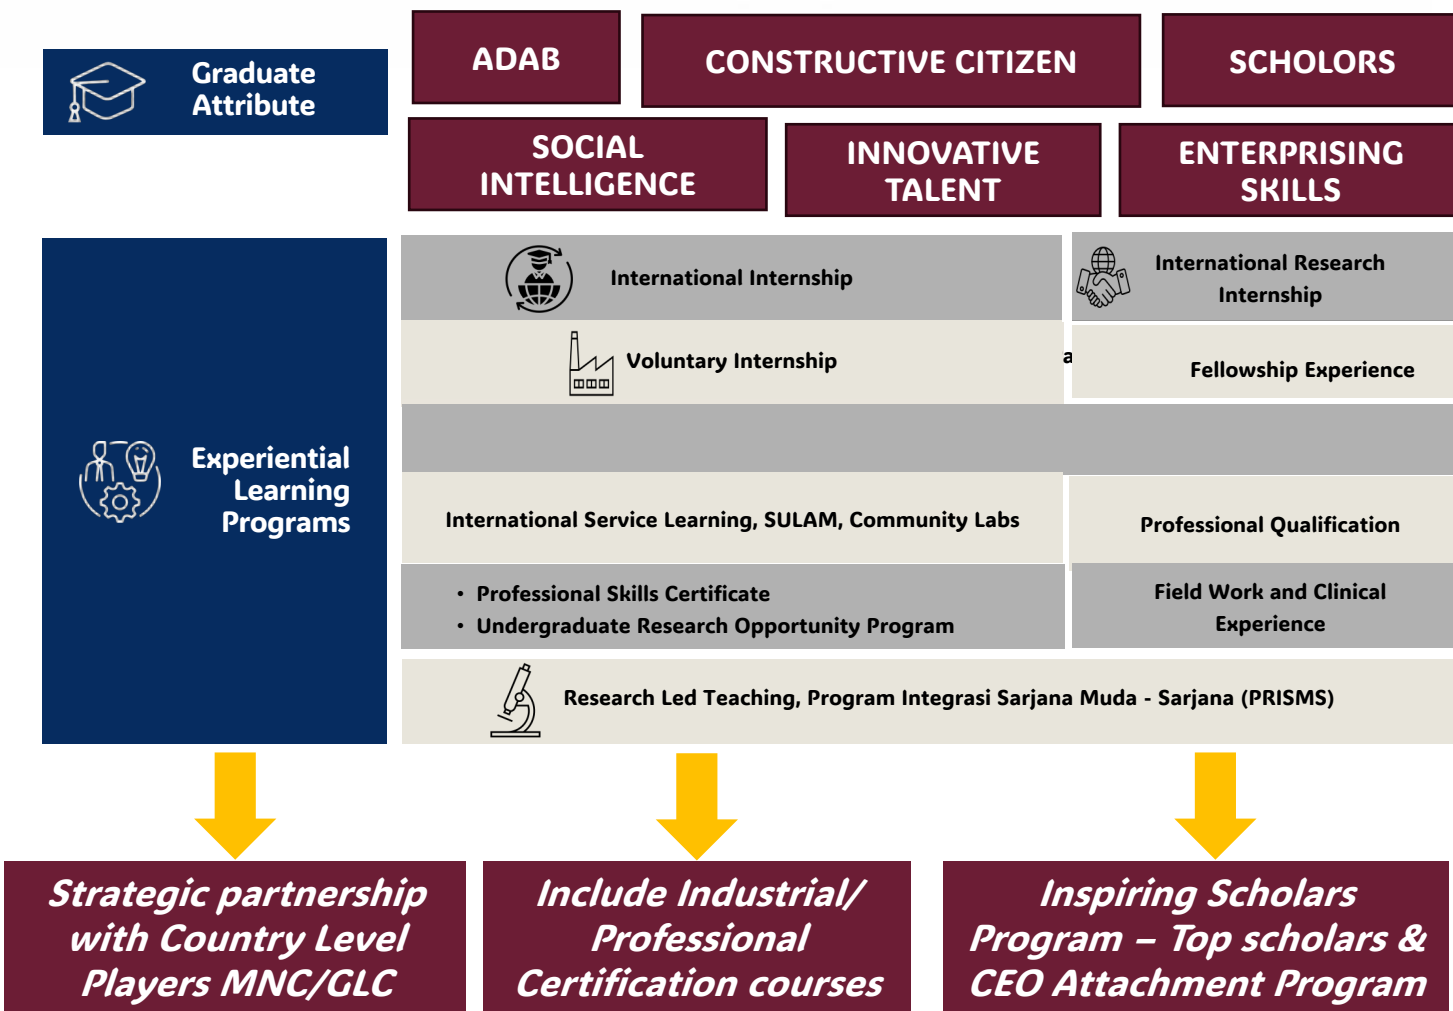 Graduate
Attribute
ADAB
CONSTRUCTIVE CITIZEN
SCHOLORS
SOCIAL
INTELLIGENCE
INNOVATIVE
TALENT
ENTERPRISING
SKILLS
Experiential
Learning
Programs
International Internship
International Research
Internship
Voluntary Internship
a
Fellowship Experience
International Service Learning, SULAM, Community Labs
Professional Qualification
• Professional Skills Certificate
• Undergraduate Research Opportunity Program
Field Work and Clinical
Experience
Research Led Teaching, Program Integrasi Sarjana Muda - Sarjana (PRISMS)
Strategic partnership
with Country Level
Players MNC/GLC
Include Industrial/
Professional
Certification courses
Inspiring Scholars
Program – Top scholars &
CEO Attachment Program